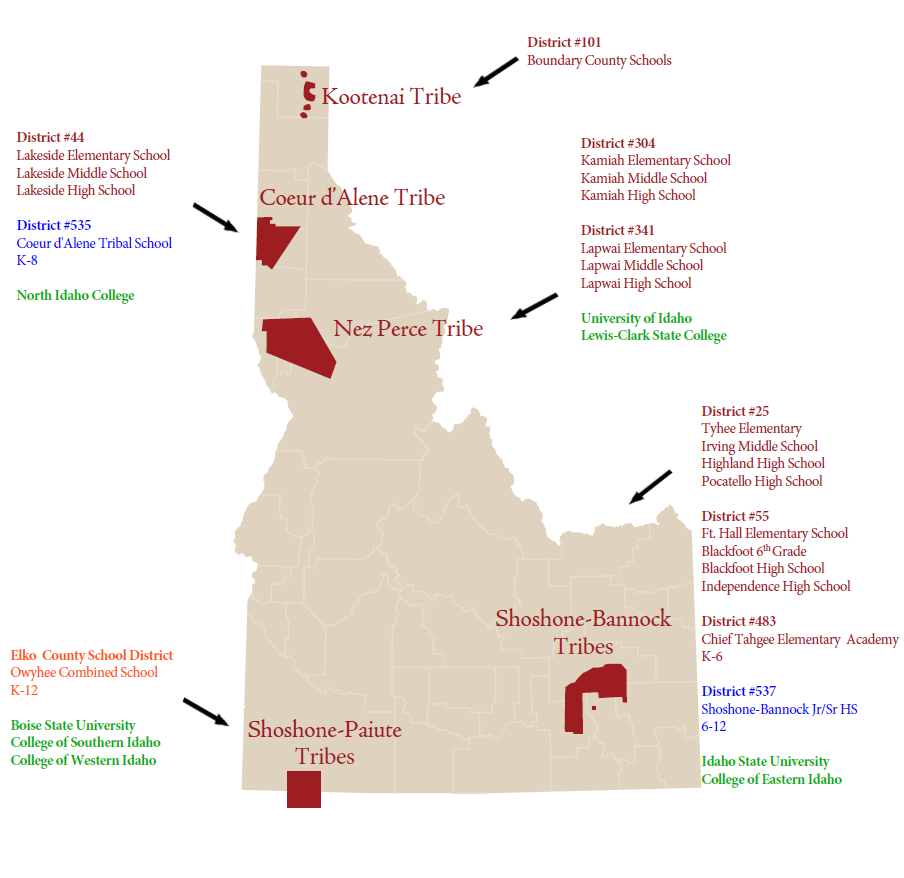 District #101
Boundary County Schools
Kootenai Tribe
District #44
Lakeside Elementary School
Lakeside Middle School
Lakeside High School
District #535
Coeur d'Alene Tribal School
K-8
North Idaho College
Coeur d'Alene Tribe
District #304
Kamiah Elementary School
Kamiah Middle School
Kamiah High School
District #341
Lapwai Elementary School
Lapwai Middle School
Lapwai High School
University of Idaho
Lewis-Clark State College
Nez Perce Tribe
District #25
Tyhee Elementary
Irving Middle School
Highland High School
Pocatello High School
District #55
Ft. Hall Elementary School
Blackfoot 6th Grade
Blackfoot High School
Independence High School
District #483
Chief Tahgee Elementary Academy
K-6
District #537
Shoshone-Bannock Jr/Sr HS
6-12
Idaho State University
College of Eastern Idaho
Shoshone-Bannock
Tribes
Elko County School District
Owyhee Combined School
K-12
Boise State University
College of Southern Idaho
College of Western Idaho
Shoshone-Paiute
Tribes